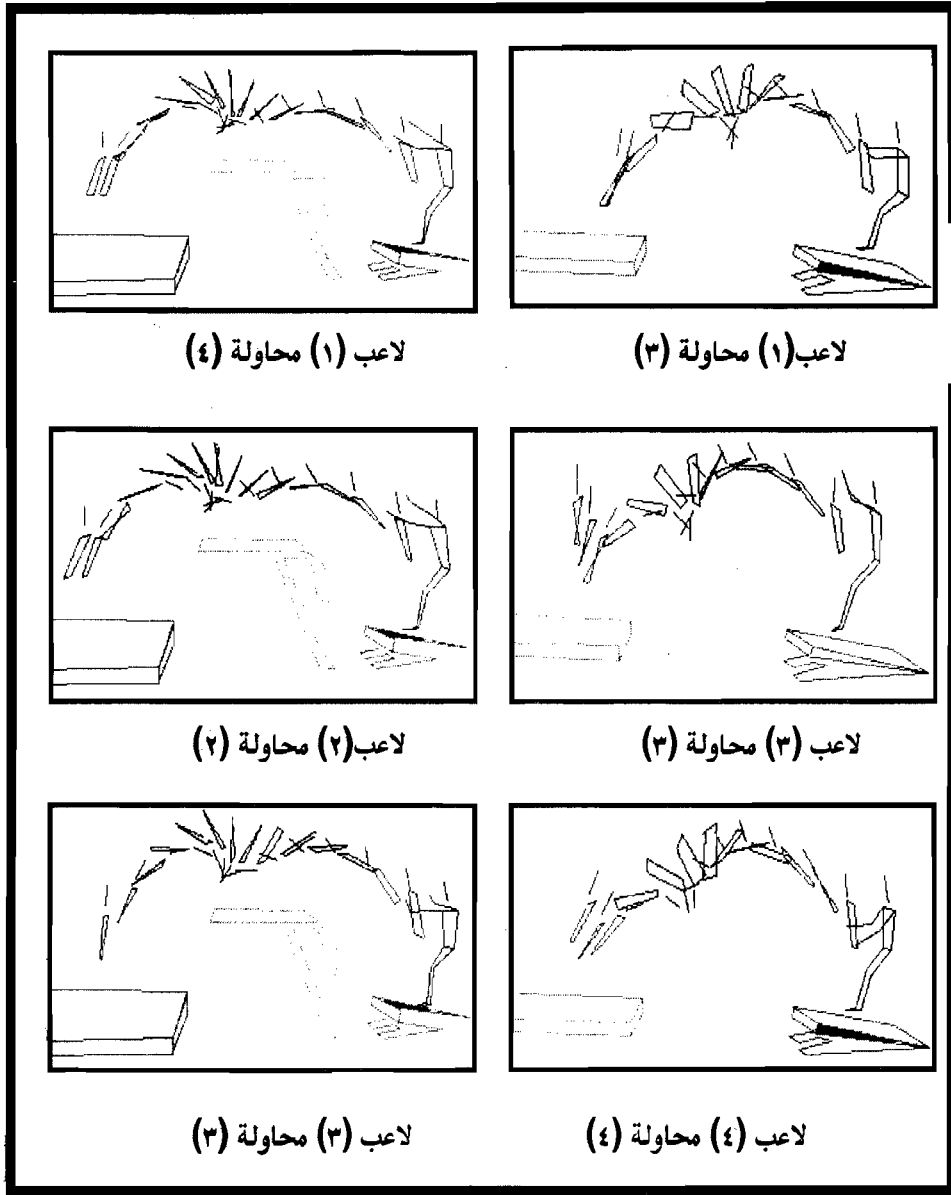 لاعب(١) محاولة (٣)
لاعب (١) محاولة (٤)
لاعب (٣) محاولة (٣)
لاعب(٢) محاولة (٢)
لاعب (٤) محاولة (٤)
لاعب (٣) محاولة (٣)